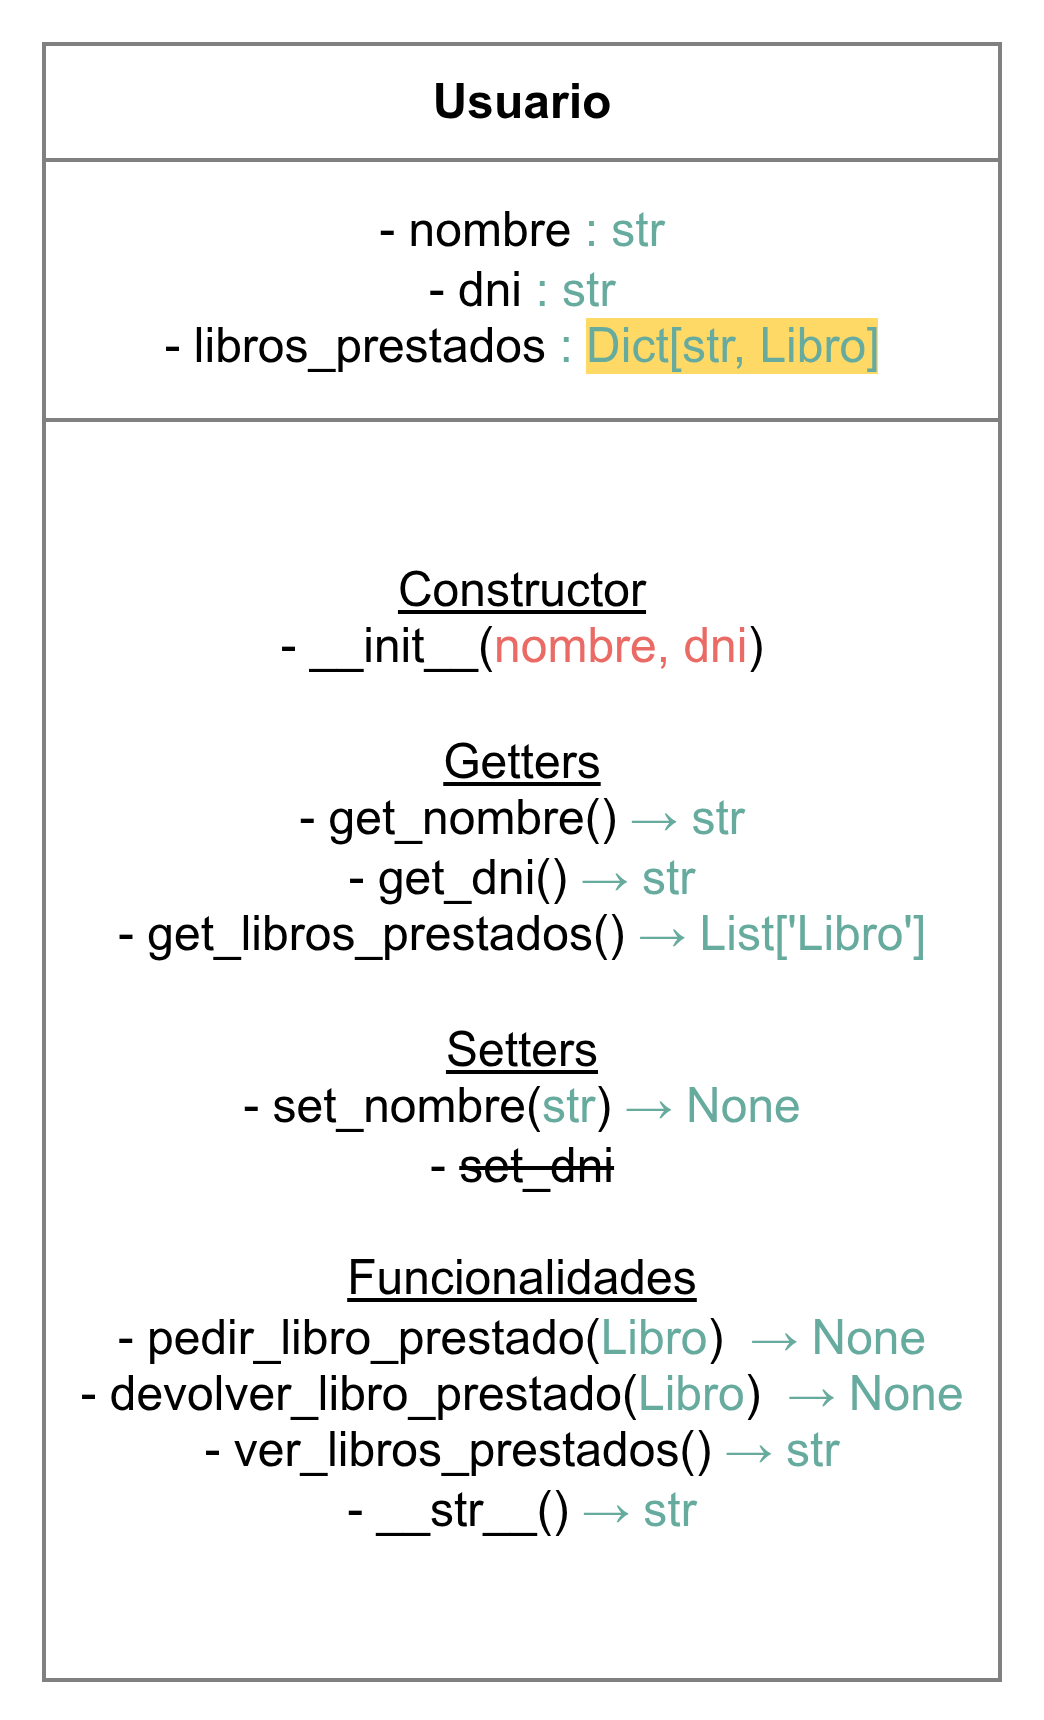 Usuario
- nombre : str
- dni : str
- libros_prestados : Dict[str, Libro]
Constructor
- __init__(nombre, dni)
Getters
- get_nombre() → str
- get_dni() → str
- get_libros_prestados() → List['Libro']
Setters
- set_nombre(str) → None
- set_dni
Funcionalidades
- pedir_libro_prestado(Libro) → None
- devolver_libro_prestado(Libro) → None
- ver_libros_prestados() → str
- __str__() → str